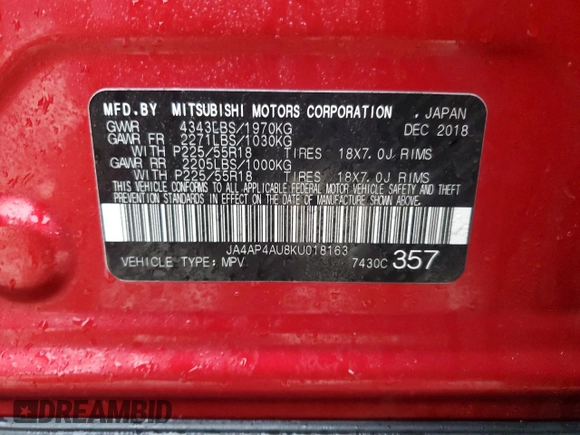 MFD.BY MITSUBISHI MOTORS CORPORATION . JAPAN
GVWR 4343LBS/1970KG DEC 2018
GAWR FR 2271LBS/1030KG
WITH P225/55R18 TIRES 18X7.0J RIMS
GAWR RR 2205LBS/1000KG
WITH P225/55R18 TIRES 18X7.0J RIMS
THIS VEHICLE CONFORMS TO ALL APPLICABLE FEDERAL MOTOR VEHICLE SAFETY AND THEFT
PREVENTION STANDARDS IN EFFECT ON THE DATE OF MANUFACTURE SHOWN ABOVE.
JA4AP4AU8KU018163
VEHICLE TYPE: MPV 7430C 357
DREAMBID